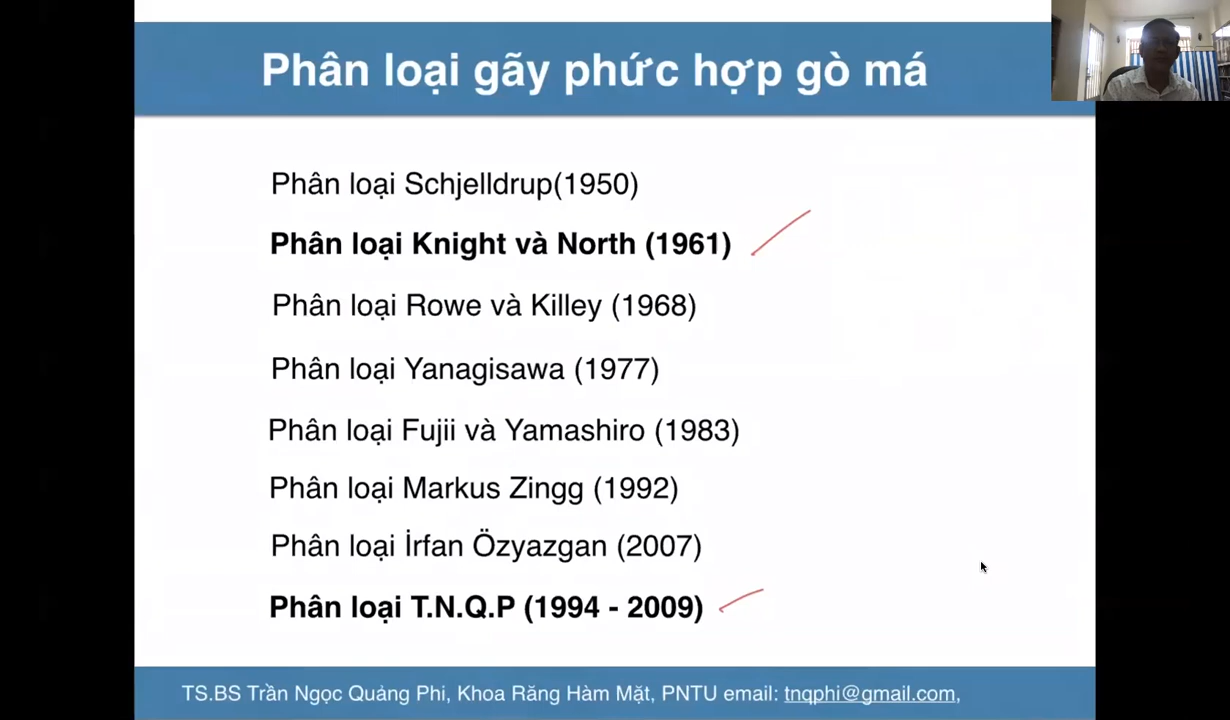 Phân loại gãy phức hợp gò má
Phân loại Schjelldrup(1950)
Phân loại Knight và North (1961)
Phân loại Rowe và Killey (1968)
Phân loại Yanagisawa (1977)
Phân loại Fujii và Yamashiro (1983)
Phân loại Markus Zingg (1992)
Phân loại İrfan Özyazgan (2007)
Phân loại T.N.Q.P (1994 - 2009)
TS.BS Trần Ngọc Quảng Phi, Khoa Răng Hàm Mặt, PNTU email: tnqphi@gmail.com,